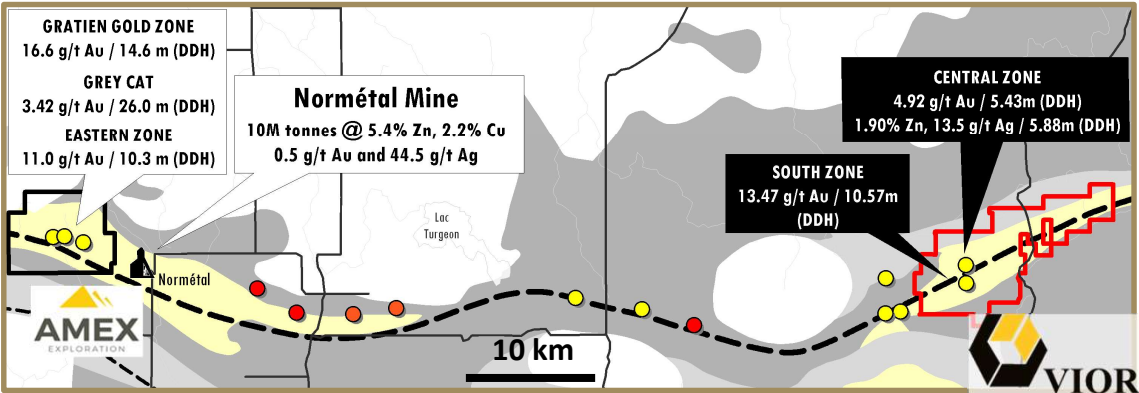 GRATIEN GOLD ZONE
16.6 g/t Au / 14.6 m (DDH)
GREY CAT
3.42 g/t Au / 26.0 m (DDH)
EASTERN ZONE
11.0 g/t Au / 10.3 m (DDH)
Normétal Mine
10M tonnes @ 5.4% Zn, 2.2% Cu
0.5 g/t Au and 44.5 g/t Ag
CENTRAL ZONE
4.92 g/t Au / 5.43m (DDH)
1.90% Zn, 13.5 g/t Ag / 5.88m (DDH)
SOUTH ZONE
13.47 g/t Au / 10.57m
(DDH)
Lac
Turgeon
Normétal
AMEX
EXPLORATION
10 km
VIOR